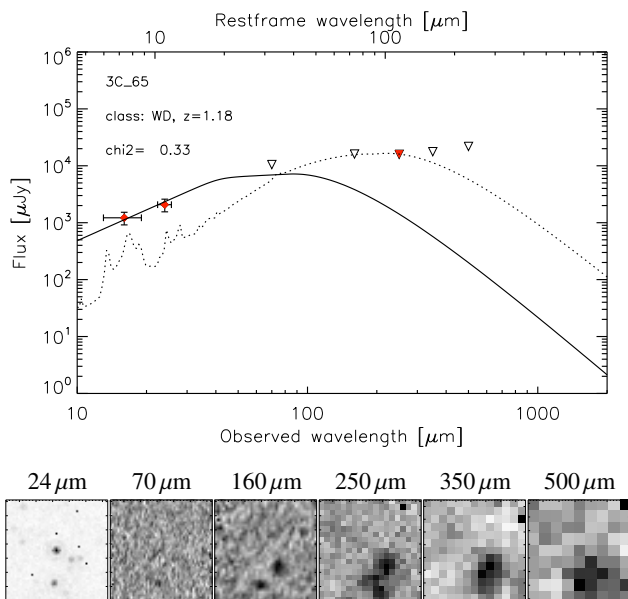 Restframe wavelength [μm]
10 100
10⁶
10⁵
10⁴
10³
10²
10¹
10⁰
Flux [μJy]
3C_65
class: WD, z=1.18
chi2= 0.33
10 100 1000
Observed wavelength [μm]
24 μm 70 μm 160 μm 250 μm 350 μm 500 μm